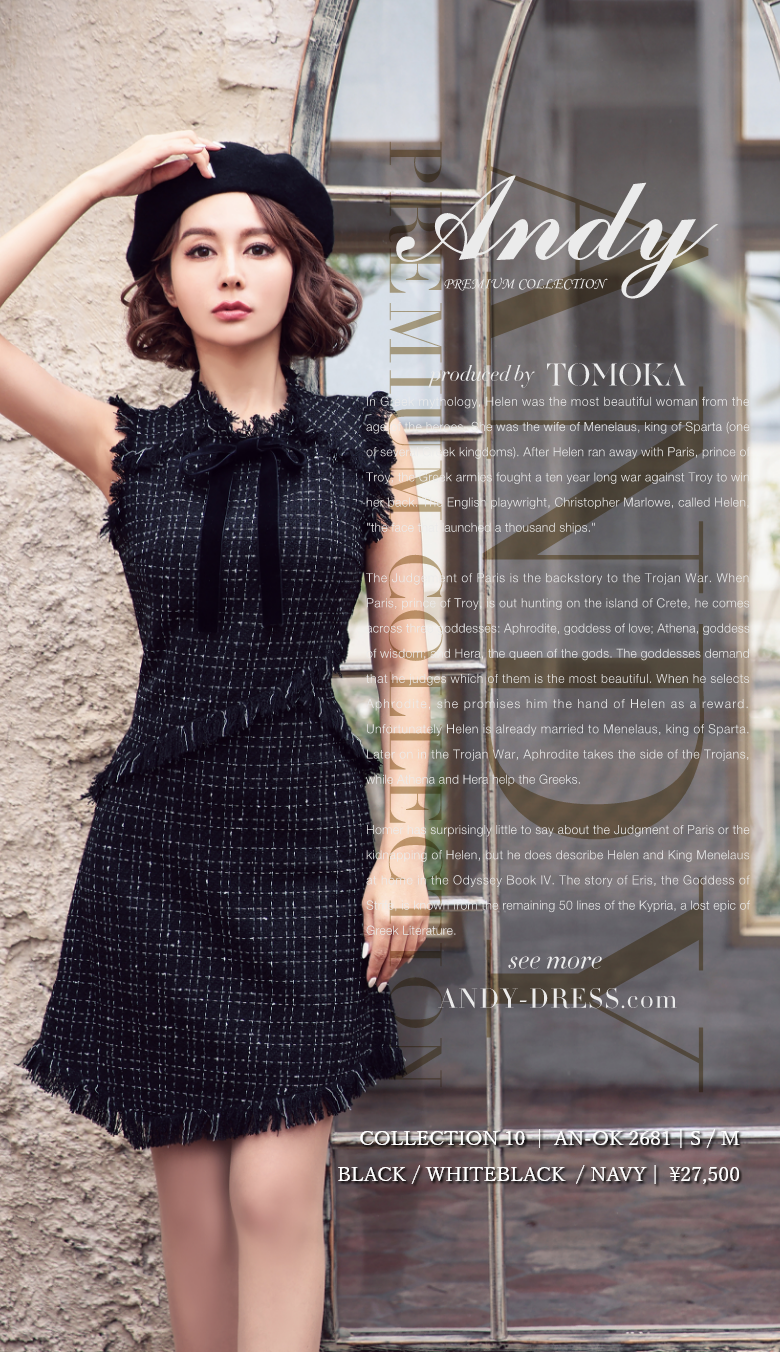 Andy
PREMIUM COLLECTION
produced by TOMOKA
In Greek mythology, Helen was the most beautiful woman from the
age of the heroes. She was the wife of Menelaus, king of Sparta (one
of seven Greek kingdoms). After Helen ran away with Paris, prince of
Troy, the Greek armies fought a ten year long war against Troy to win
her back. The English playwright, Christopher Marlowe, called Helen,
"the face that launched a thousand ships."
The Judgement of Paris is the backstory to the Trojan War. When
Paris, prince of Troy, is out hunting on the island of Crete, he comes
across three goddesses: Aphrodite, goddess of love; Athena, goddess
of wisdom; and Hera, the queen of the gods. The goddesses demand
that he judges which of them is the most beautiful. When he selects
Aphrodite, she promises him the hand of Helen as a reward.
Unfortunetely Helen is already married to Menelaus, king of Sparta.
Later on in the Trojan War, Aphrodite takes the side of the Trojans,
while Athena and Hera help the Greeks.
Homer has surprisingly little to say about the Judgment of Paris or the
kidnapping of Helen, but he does describe Helen and King Menelaus
at home in the Odyssey Book IV. The story of Eris, the Goddess of
Strife, is known from the remaining 50 lines of the Kypria, a lost epic of
Greek Literature.
see more
ANDY-DRESS.com
PREMIUM COLLECTION
ANDY
COLLECTION 10 | AN-OK 2681 | S / M
BLACK / WHITEBLACK / NAVY | ¥27,500